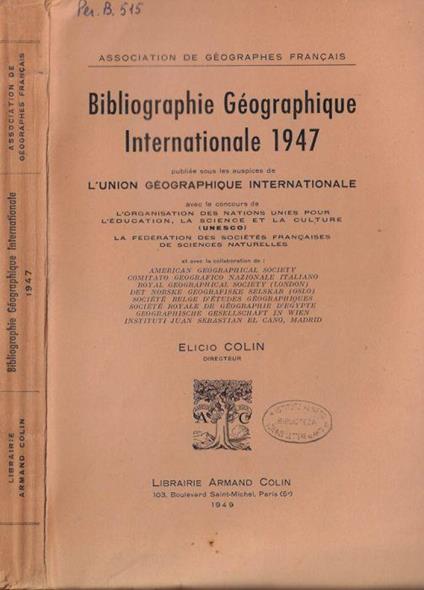 Per. B. 515
ASSOCIATION DE GÉOGRAPHES FRANÇAIS
Bibliographie Géographique
Internationale 1947
publiée sous les auspices de
L'UNION GÉOGRAPHIQUE INTERNATIONALE
avec le concours de
L'ORGANISATION DES NATIONS UNIES POUR
L'ÉDUCATION, LA SCIENCE ET LA CULTURE
(UNESCO)
LA FÉDÉRATION DES SOCIÉTÉS FRANÇAISES
DE SCIENCES NATURELLES
et avec la collaboration de :
AMERICAN GEOGRAPHICAL SOCIETY
COMITATO GEOGRAFICO NAZIONALE ITALIANO
ROYAL GEOGRAPHICAL SOCIETY (LONDON)
DET NORSKE GEOGRAFISKE SELSKAB (OSLO)
SOCIÉTÉ BELGE D'ÉTUDES GÉOGRAPHIQUES
SOCIÉTÉ ROYALE DE GÉOGRAPHIE D'ÉGYPTE
GEOGRAPHISCHE GESELLSCHAFT IN WIEN
INSTITUTI JUAN SEBASTIAN EL CANO, MADRID
ELICIO COLIN
DIRECTEUR
A C
BIBLIOTECA
LIBRAIRIE ARMAND COLIN
103, Boulevard Saint-Michel, Paris (5e)
1949
ASSOCIATION DE
GÉOGRAPHES FRANÇAIS
Bibliographie Géographique Internationale
1947
LIBRAIRIE
ARMAND COLIN